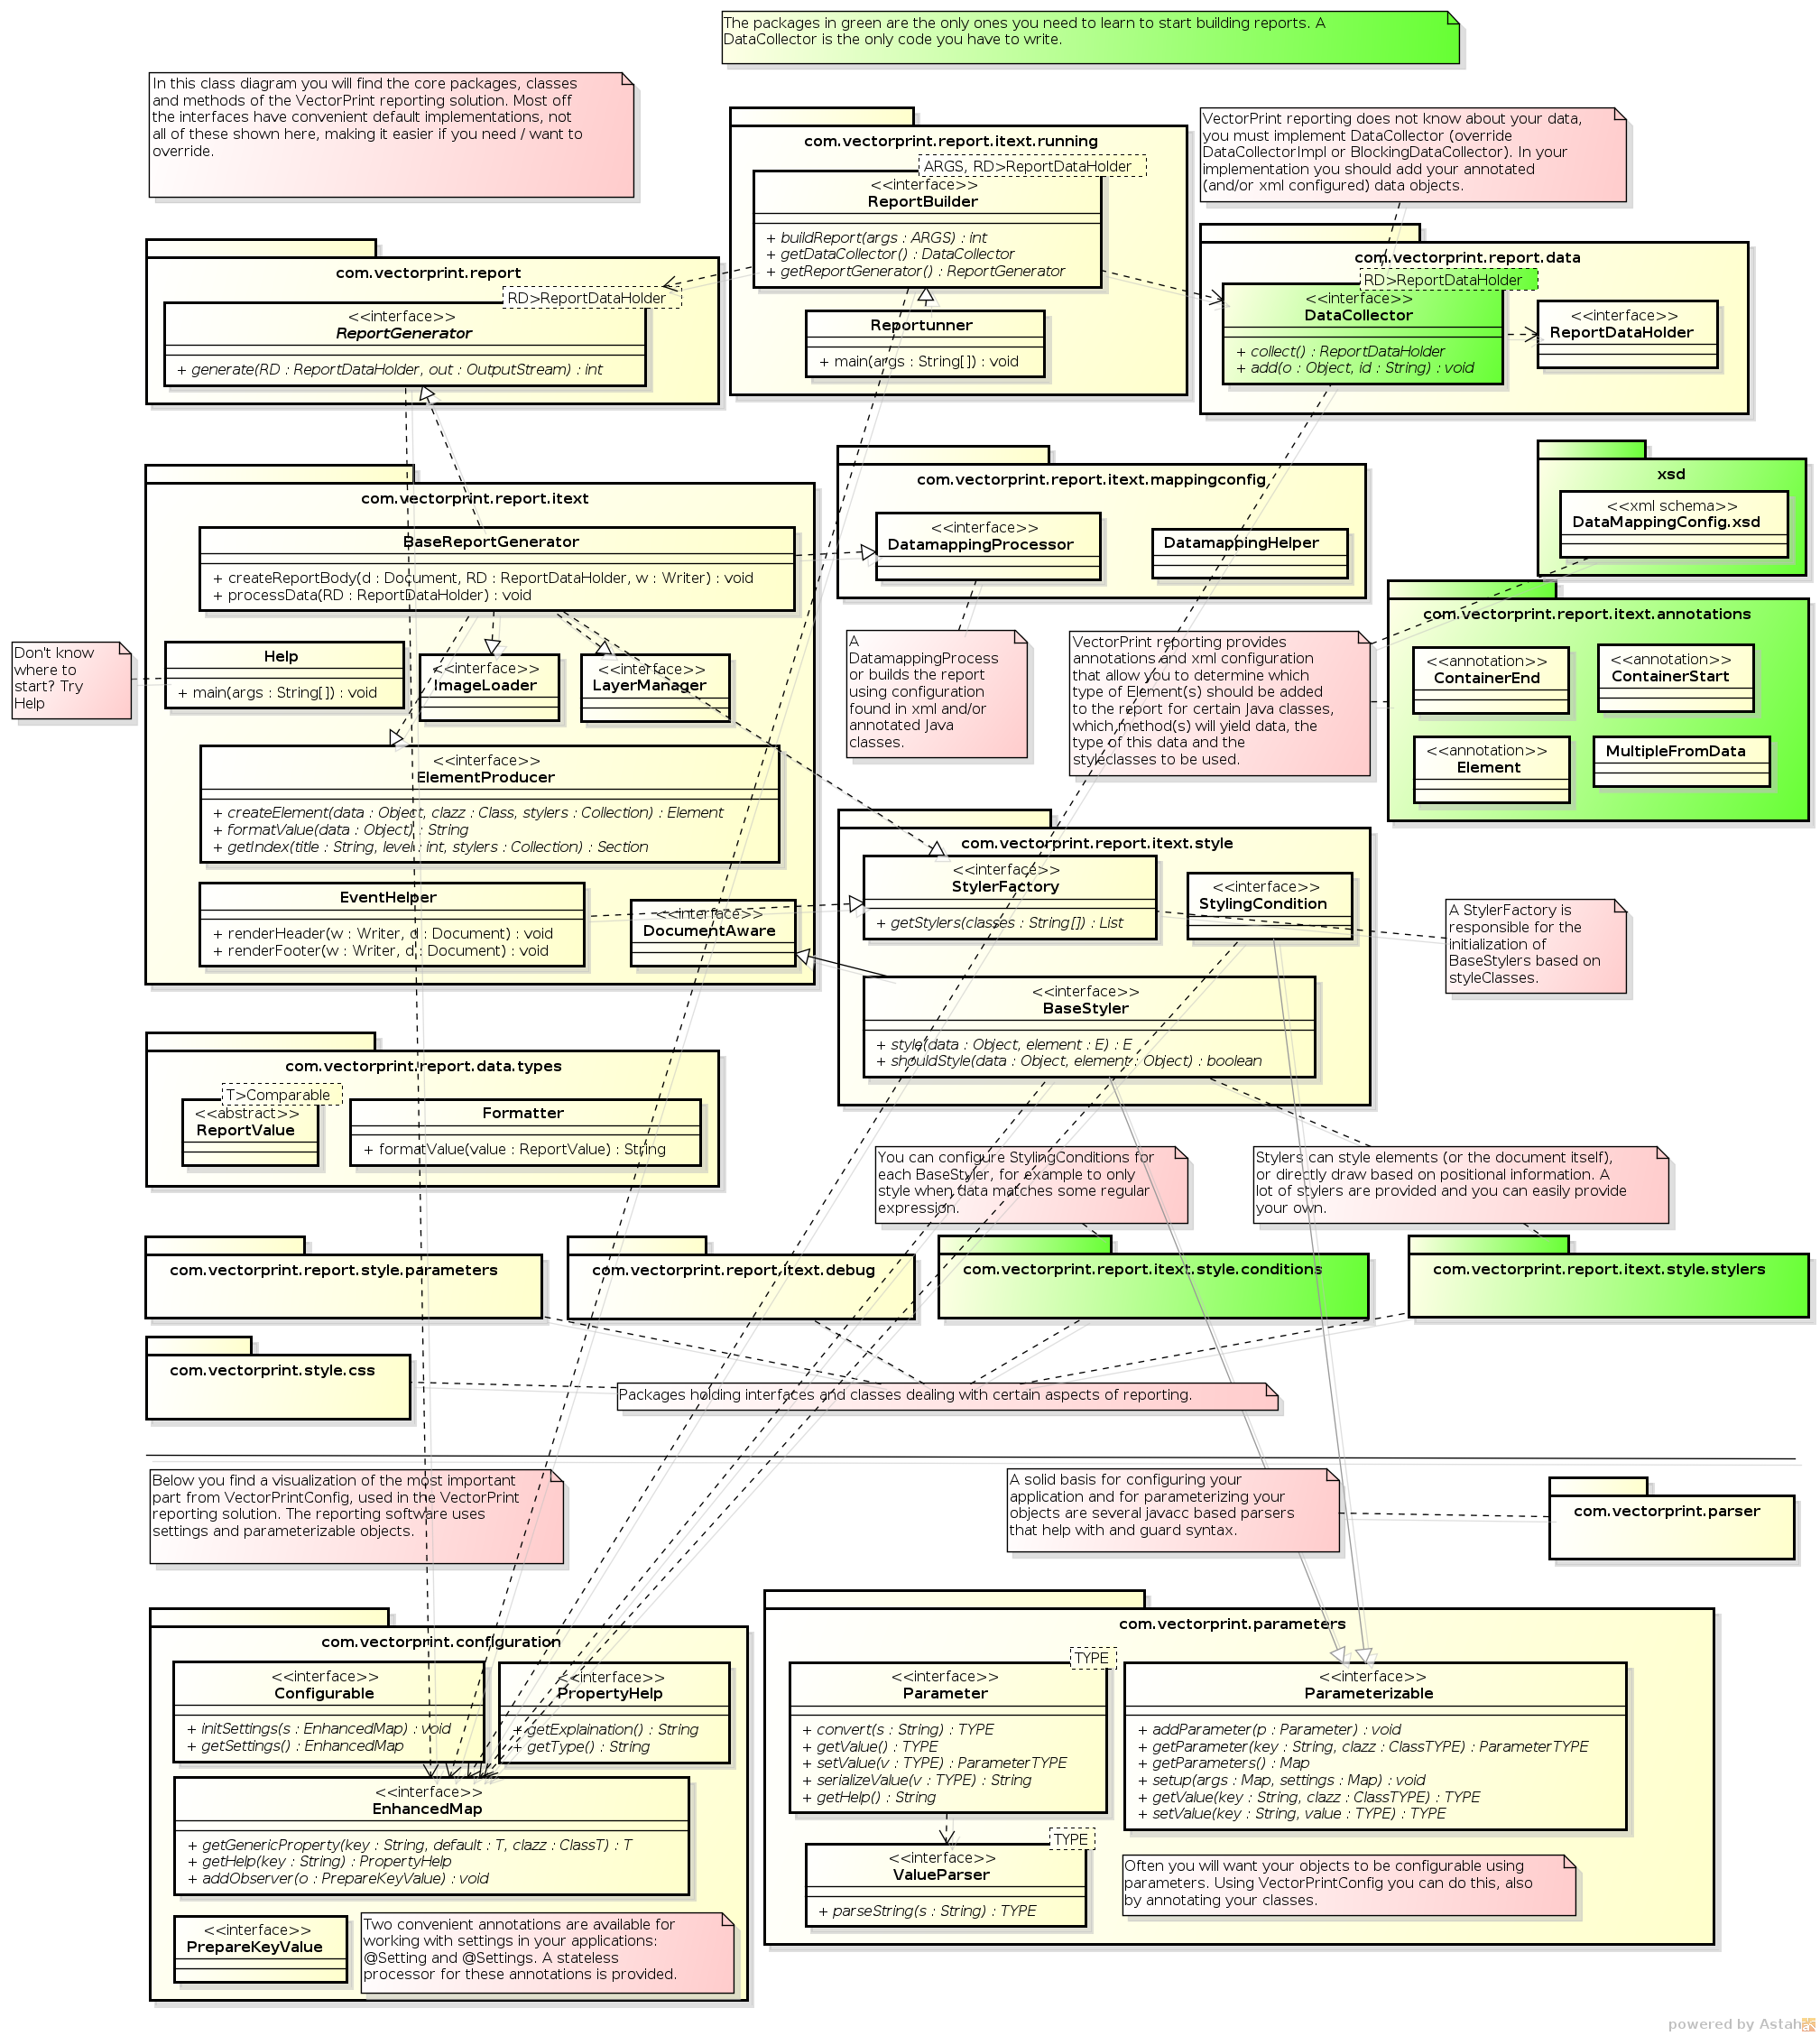 The packages in green are the only ones you need to learn to start building reports. A
DataCollector is the only code you have to write.
In this class diagram you will find the core packages, classes
and methods of the VectorPrint reporting solution. Most off
the interfaces have convenient default implementations, not
all of these shown here, making it easier if you need / want to
override.
com.vectorprint.report.itext.running
ARGS, RD>ReportDataHolder
<<interface>>
ReportBuilder
+ buildReport(args : ARGS) : int
+ getDataCollector() : DataCollector
+ getReportGenerator() : ReportGenerator
Reportunner
+ main(args : String[]) : void
VectorPrint reporting does not know about your data,
you must implement DataCollector (override
DataCollectorImpl or BlockingDataCollector). In your
implementation you should add your annotated
(and/or xml configured) data objects.
com.vectorprint.report
RD>ReportDataHolder
<<interface>>
ReportGenerator
+ generate(RD : ReportDataHolder, out : OutputStream) : int
com.vectorprint.report.data
RD>ReportDataHolder
<<interface>>
DataCollector
+ collect() : ReportDataHolder
+ add(o : Object, id : String) : void
<<interface>>
ReportDataHolder
com.vectorprint.report.itext
BaseReportGenerator
+ createReportBody(d : Document, RD : ReportDataHolder, w : Writer) : void
+ processData(RD : ReportDataHolder) : void
Help
+ main(args : String[]) : void
<<interface>>
ImageLoader
<<interface>>
LayerManager
Don't know
where to
start? Try
Help
<<interface>>
ElementProducer
+ createElement(data : Object, clazz : Class, stylers : Collection) : Element
+ formatValue(data : Object) : String
+ getIndex(title : String, level : int, stylers : Collection) : Section
EventHelper
+ renderHeader(w : Writer, d : Document) : void
+ renderFooter(w : Writer, d : Document) : void
<<interface>>
DocumentAware
com.vectorprint.report.itext.mappingconfig
<<interface>>
DatamappingProcessor
DatamappingHelper
A
DatamappingProcess
or builds the report
using configuration
found in xml and/or
annotated Java
classes.
VectorPrint reporting provides
annotations and xml configuration
that allow you to determine which
type of Element(s) should be added
to the report for certain Java classes,
which method(s) will yield data, the
type of this data and the
styleclasses to be used.
xsd
<<xml schema>>
DataMappingConfig.xsd
com.vectorprint.report.itext.annotations
<<annotation>>
ContainerEnd
<<annotation>>
ContainerStart
<<annotation>>
Element
MultipleFromData
com.vectorprint.report.itext.style
<<interface>>
StylerFactory
+ getStylers(classes : String[]) : List
<<interface>>
StylingCondition
<<interface>>
BaseStyler
+ style(data : Object, element : E) : E
+ shouldStyle(data : Object, element : Object) : boolean
A StylerFactory is
responsible for the
initialization of
BaseStylers based on
styleClasses.
com.vectorprint.report.data.types
T>Comparable
<<abstract>>
ReportValue
Formatter
+ formatValue(value : ReportValue) : String
You can configure StylingConditions for
each BaseStyler, for example to only
style when data matches some regular
expression.
Stylers can style elements (or the document itself),
or directly draw based on positional information. A
lot of stylers are provided and you can easily provide
your own.
com.vectorprint.report.style.parameters
com.vectorprint.report.itext.debug
com.vectorprint.report.itext.style.conditions
com.vectorprint.report.itext.style.stylers
com.vectorprint.style.css
Packages holding interfaces and classes dealing with certain aspects of reporting.
Below you find a visualization of the most important
part from VectorPrintConfig, used in the VectorPrint
reporting solution. The reporting software uses
settings and parameterizable objects.
A solid basis for configuring your
application and for parameterizing your
objects are several javacc based parsers
that help with and guard syntax.
com.vectorprint.parser
com.vectorprint.configuration
<<interface>>
Configurable
+ initSettings(s : EnhancedMap) : void
+ getSettings() : EnhancedMap
<<interface>>
PropertyHelp
+ getExplaination() : String
+ getType() : String
<<interface>>
EnhancedMap
+ getGenericProperty(key : String, default : T, clazz : ClassT) : T
+ getHelp(key : String) : PropertyHelp
+ addObserver(o : PrepareKeyValue) : void
<<interface>>
PrepareKeyValue
Two convenient annotations are available for
working with settings in your applications:
@Setting and @Settings. A stateless
processor for these annotations is provided.
com.vectorprint.parameters
TYPE
<<interface>>
Parameter
+ convert(s : String) : TYPE
+ getValue() : TYPE
+ setValue(v : TYPE) : ParameterTYPE
+ serializeValue(v : TYPE) : String
+ getHelp() : String
<<interface>>
Parameterizable
+ addParameter(p : Parameter) : void
+ getParameter(key : String, clazz : ClassTYPE) : ParameterTYPE
+ getParameters() : Map
+ setup(args : Map, settings : Map) : void
+ getValue(key : String, clazz : ClassTYPE) : TYPE
+ setValue(key : String, value : TYPE) : TYPE
TYPE
<<interface>>
ValueParser
+ parseString(s : String) : TYPE
Often you will want your objects to be configurable using
parameters. Using VectorPrintConfig you can do this, also
by annotating your classes.
powered by Astah